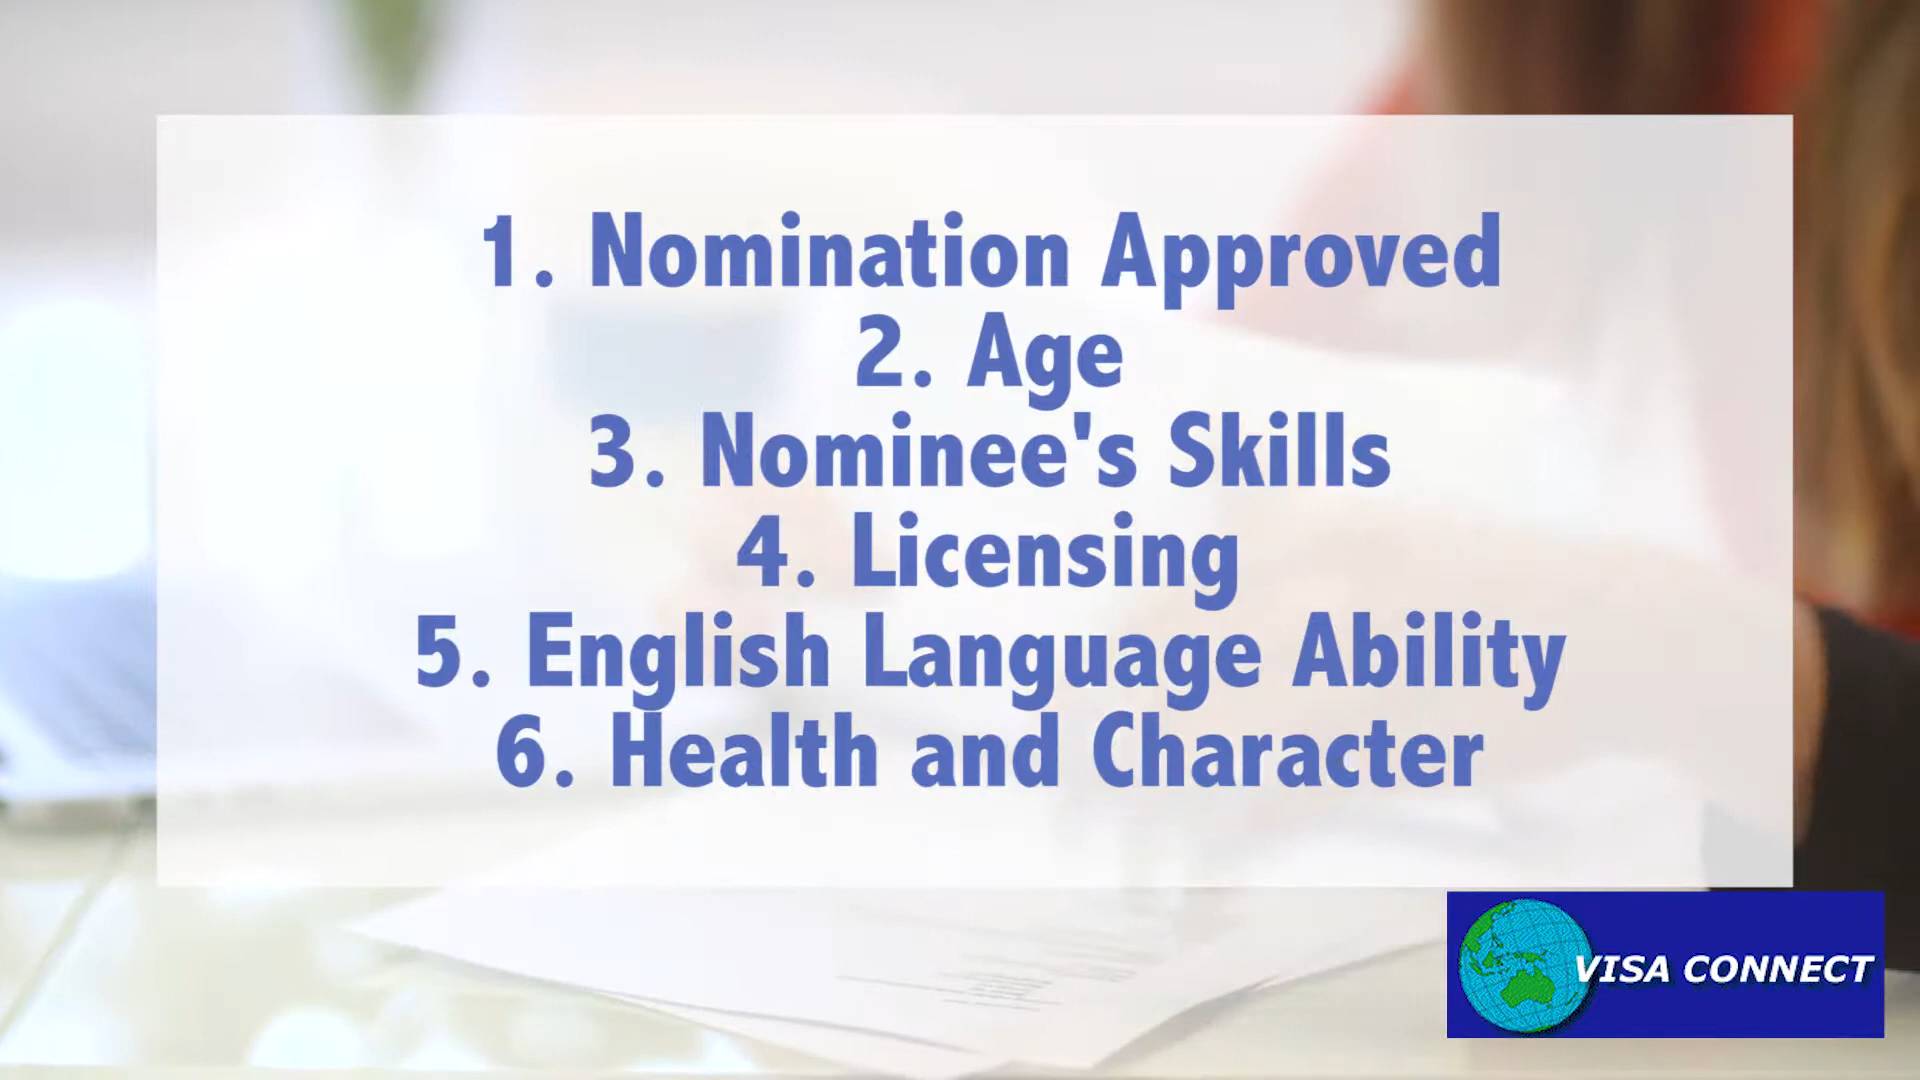 1. Nomination Approved
2. Age
3. Nominee's Skills
4. Licensing
5. English Language Ability
6. Health and Character
VISA CONNECT